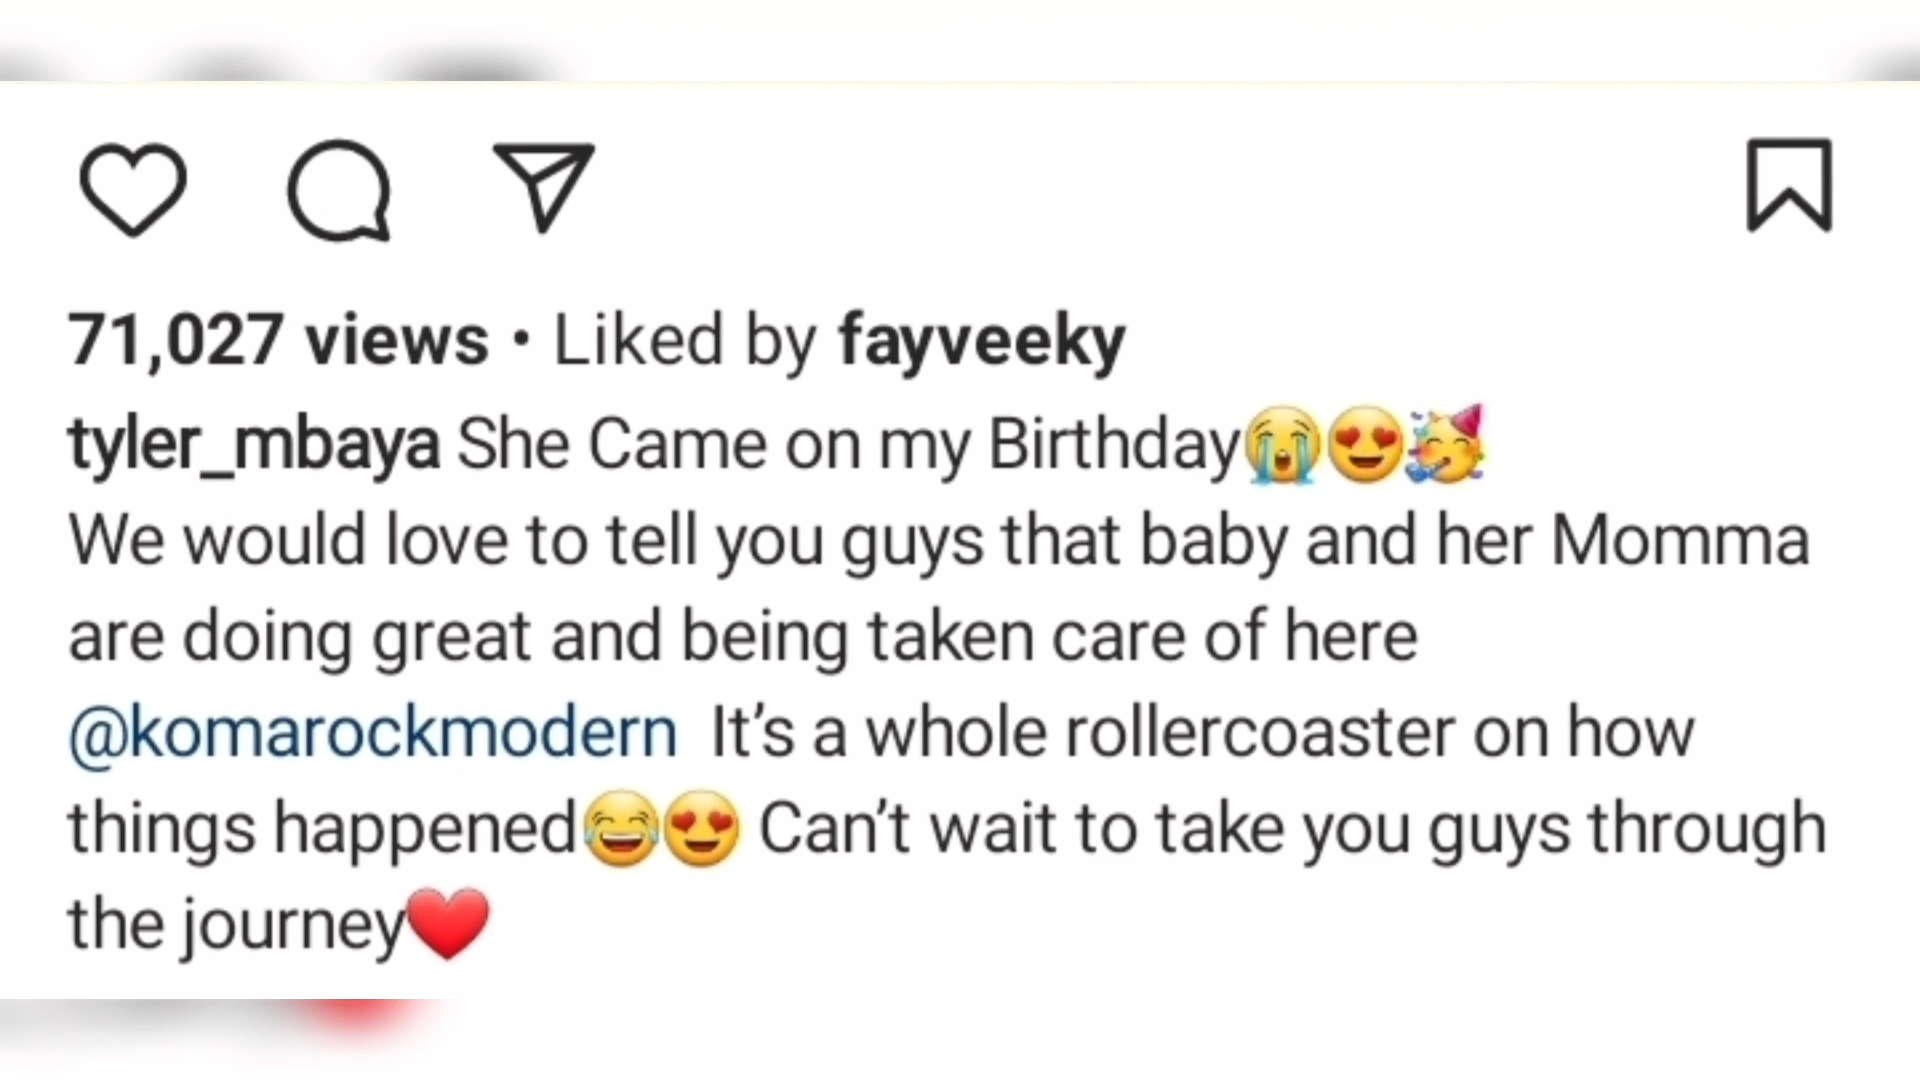 71,027 views • Liked by fayveeky
tyler_mbaya She Came on my Birthday😭😍🥳
We would love to tell you guys that baby and her Momma
are doing great and being taken care of here
@komarockmodern  It’s a whole rollercoaster on how
things happened😂😍 Can’t wait to take you guys through
the journey❤️